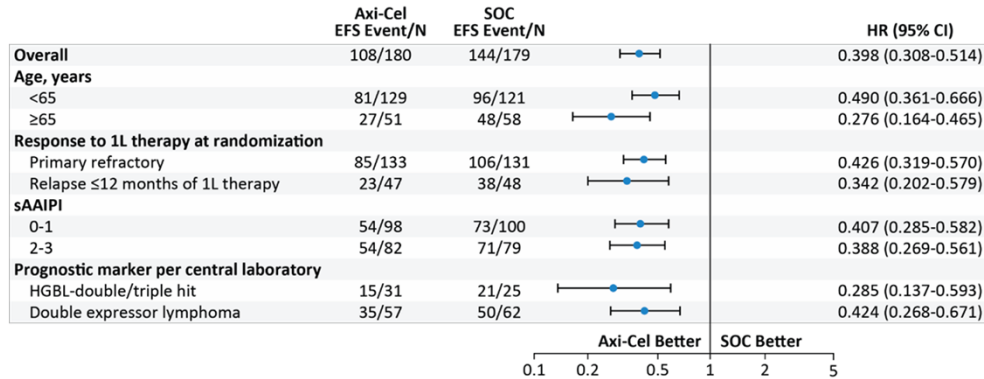 Axi-Cel SOC
EFS Event/N EFS Event/N HR (95% CI)
Overall 108/180 144/179 0.398 (0.308-0.514)
Age, years
<65 81/129 96/121 0.490 (0.361-0.666)
≥65 27/51 48/58 0.276 (0.164-0.465)
Response to 1L therapy at randomization
Primary refractory 85/133 106/131 0.426 (0.319-0.570)
Relapse ≤12 months of 1L therapy 23/47 38/48 0.342 (0.202-0.579)
sAAIPI
0-1 54/98 73/100 0.407 (0.285-0.582)
2-3 54/82 71/79 0.388 (0.269-0.561)
Prognostic marker per central laboratory
HGBL-double/triple hit 15/31 21/25 0.285 (0.137-0.593)
Double expressor lymphoma 35/57 50/62 0.424 (0.268-0.671)
Axi-Cel Better SOC Better
0.1 0.2 0.5 1 2 5